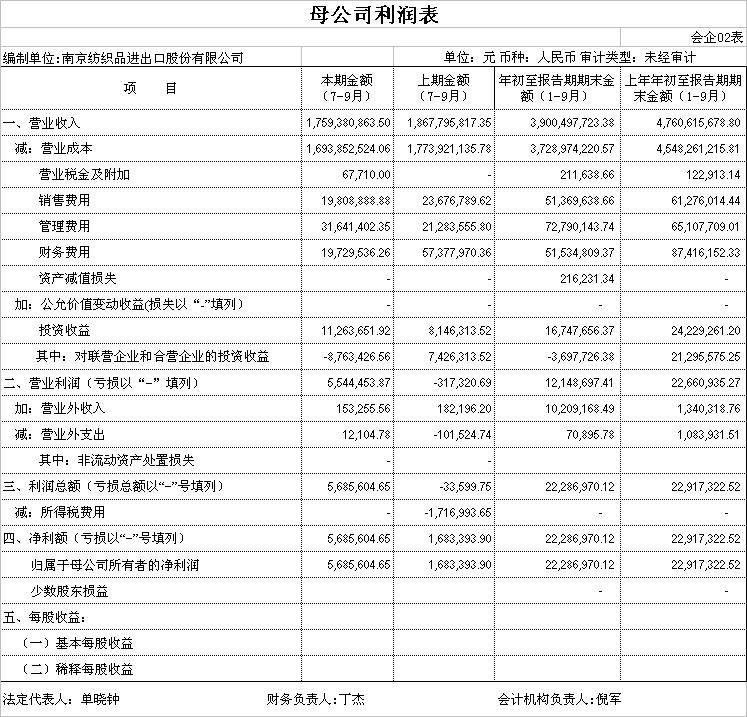 母公司利润表
会企02表
编制单位:南京纺织品进出口股份有限公司 单位：元 币种：人民币 审计类型：未经审计
项 目 本期金额（7-9月） 上期金额（7-9月） 年初至报告期期末金额（1-9月） 上年年初至报告期期末金额（1-9月）
一、营业收入 1,759,380,863.50 1,867,795,817.35 3,900,497,723.38 4,760,615,678.80
减：营业成本 1,693,852,524.06 1,773,921,135.78 3,728,974,220.57 4,548,261,215.81
营业税金及附加 67,710.00 - 211,638.66 122,913.14
销售费用 19,808,888.88 23,676,789.62 51,369,638.66 61,276,014.44
管理费用 31,641,402.35 21,283,555.80 72,790,143.74 65,107,709.01
财务费用 19,729,536.26 57,377,970.36 51,534,809.37 87,416,152.33
资产减值损失 - - 216,231.34 -
加：公允价值变动收益(损失以“-”填列） - - - -
投资收益 11,263,651.92 8,146,313.52 16,747,656.37 24,229,261.20
其中：对联营企业和合营企业的投资收益 -8,763,426.56 7,426,313.52 -3,697,726.38 21,295,575.25
二、营业利润（亏损以“-”填列） 5,544,453.87 -317,320.69 12,148,697.41 22,660,935.27
加：营业外收入 153,255.56 182,196.20 10,209,168.49 1,340,318.76
减：营业外支出 12,104.78 -101,524.74 70,895.78 1,083,931.51
其中：非流动资产处置损失 - -
三、利润总额（亏损总额以“-”号填列） 5,685,604.65 -33,599.75 22,286,970.12 22,917,322.52
减：所得税费用 - -1,716,993.65 - -
四、净利额（亏损以“-”号填列） 5,685,604.65 1,683,393.90 22,286,970.12 22,917,322.52
归属于母公司所有者的净利润 5,685,604.65 1,683,393.90 22,286,970.12 22,917,322.52
少数股东损益 - -
五、每股收益:
（一）基本每股收益
（二）稀释每股收益
法定代表人：单晓钟 财务负责人:丁杰 会计机构负责人:倪军